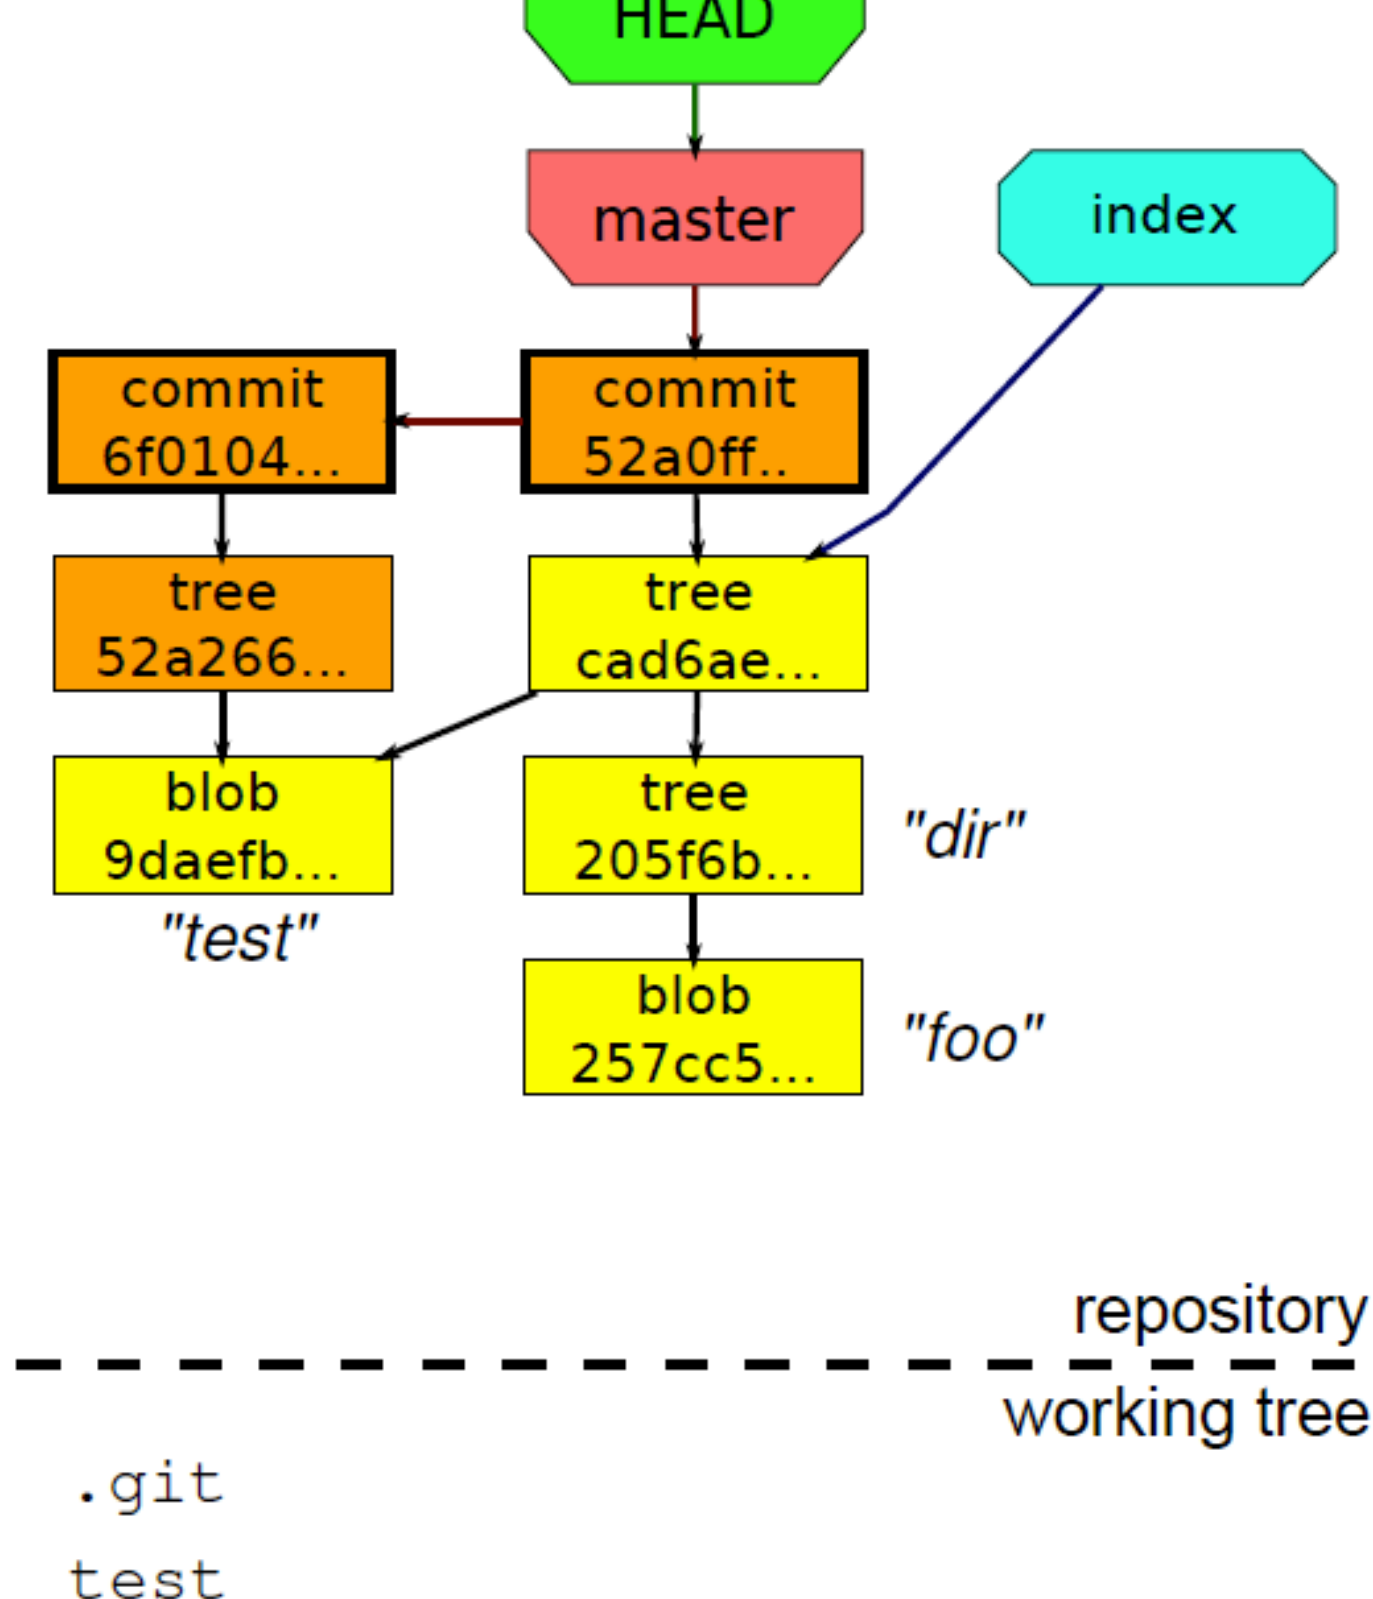 HEAD
master
index
commit
6f0104...
commit
52a0ff..
tree
52a266...
tree
cad6ae...
blob
9daefb...
"test"
tree
205f6b...
"dir"
blob
257cc5...
"foo"
repository
working tree
.git
test